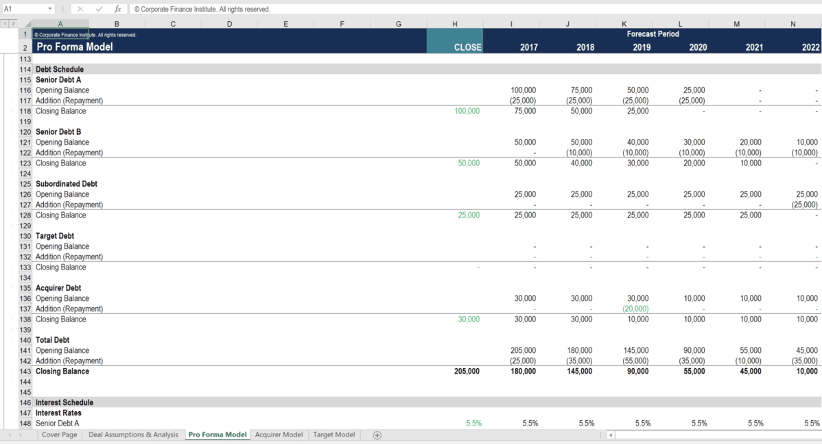 A1 fx © Corporate Finance Institute. All rights reserved.
1 2 A B C D E F G H I J K L M N
1 © Corporate Finance Institute. All rights reserved. Forecast Period
2 Pro Forma Model CLOSE 2017 2018 2019 2020 2021 2022
113
114 Debt Schedule
115 Senior Debt A
116 Opening Balance 100,000 75,000 50,000 25,000 - -
117 Addition (Repayment) (25,000) (25,000) (25,000) (25,000) - -
118 Closing Balance 100,000 75,000 50,000 25,000 - - -
119
120 Senior Debt B
121 Opening Balance 50,000 50,000 40,000 30,000 20,000 10,000
122 Addition (Repayment) - (10,000) (10,000) (10,000) (10,000) (10,000)
123 Closing Balance 50,000 50,000 40,000 30,000 20,000 10,000 -
124
125 Subordinated Debt
126 Opening Balance 25,000 25,000 25,000 25,000 25,000 25,000
127 Addition (Repayment) - - - - - (25,000)
128 Closing Balance 25,000 25,000 25,000 25,000 25,000 25,000 -
129
130 Target Debt
131 Opening Balance - - - - - -
132 Addition (Repayment) - - - - - -
133 Closing Balance - - - - - - -
134
135 Acquirer Debt
136 Opening Balance 30,000 30,000 30,000 10,000 10,000 10,000
137 Addition (Repayment) - - (20,000) - - -
138 Closing Balance 30,000 30,000 30,000 10,000 10,000 10,000 10,000
139
140 Total Debt
141 Opening Balance 205,000 180,000 145,000 90,000 55,000 45,000
142 Addition (Repayment) (25,000) (35,000) (55,000) (35,000) (10,000) (35,000)
143 Closing Balance 205,000 180,000 145,000 90,000 55,000 45,000 10,000
144
145
146 Interest Schedule
147 Interest Rates
148 Senior Debt A 5.5% 5.5% 5.5% 5.5% 5.5% 5.5% 5.5%
Cover Page Deal Assumptions & Analysis Pro Forma Model Acquirer Model Target Model